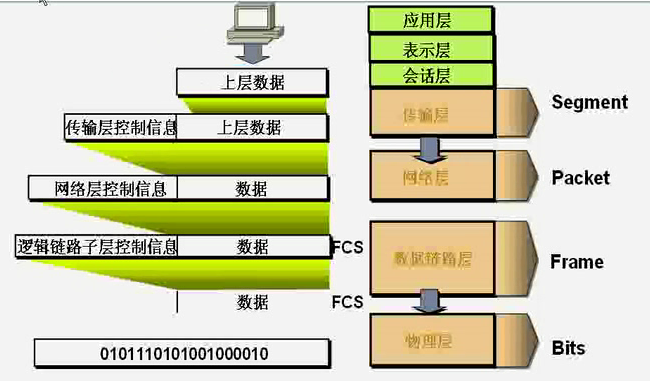 应用层
表示层
会话层
上层数据
传输层控制信息 上层数据
传输层
Segment
网络层控制信息 数据
网络层
Packet
逻辑链路子层控制信息 数据 FCS
数据链路层
Frame
数据 FCS
物理层
Bits
0101110101001000010